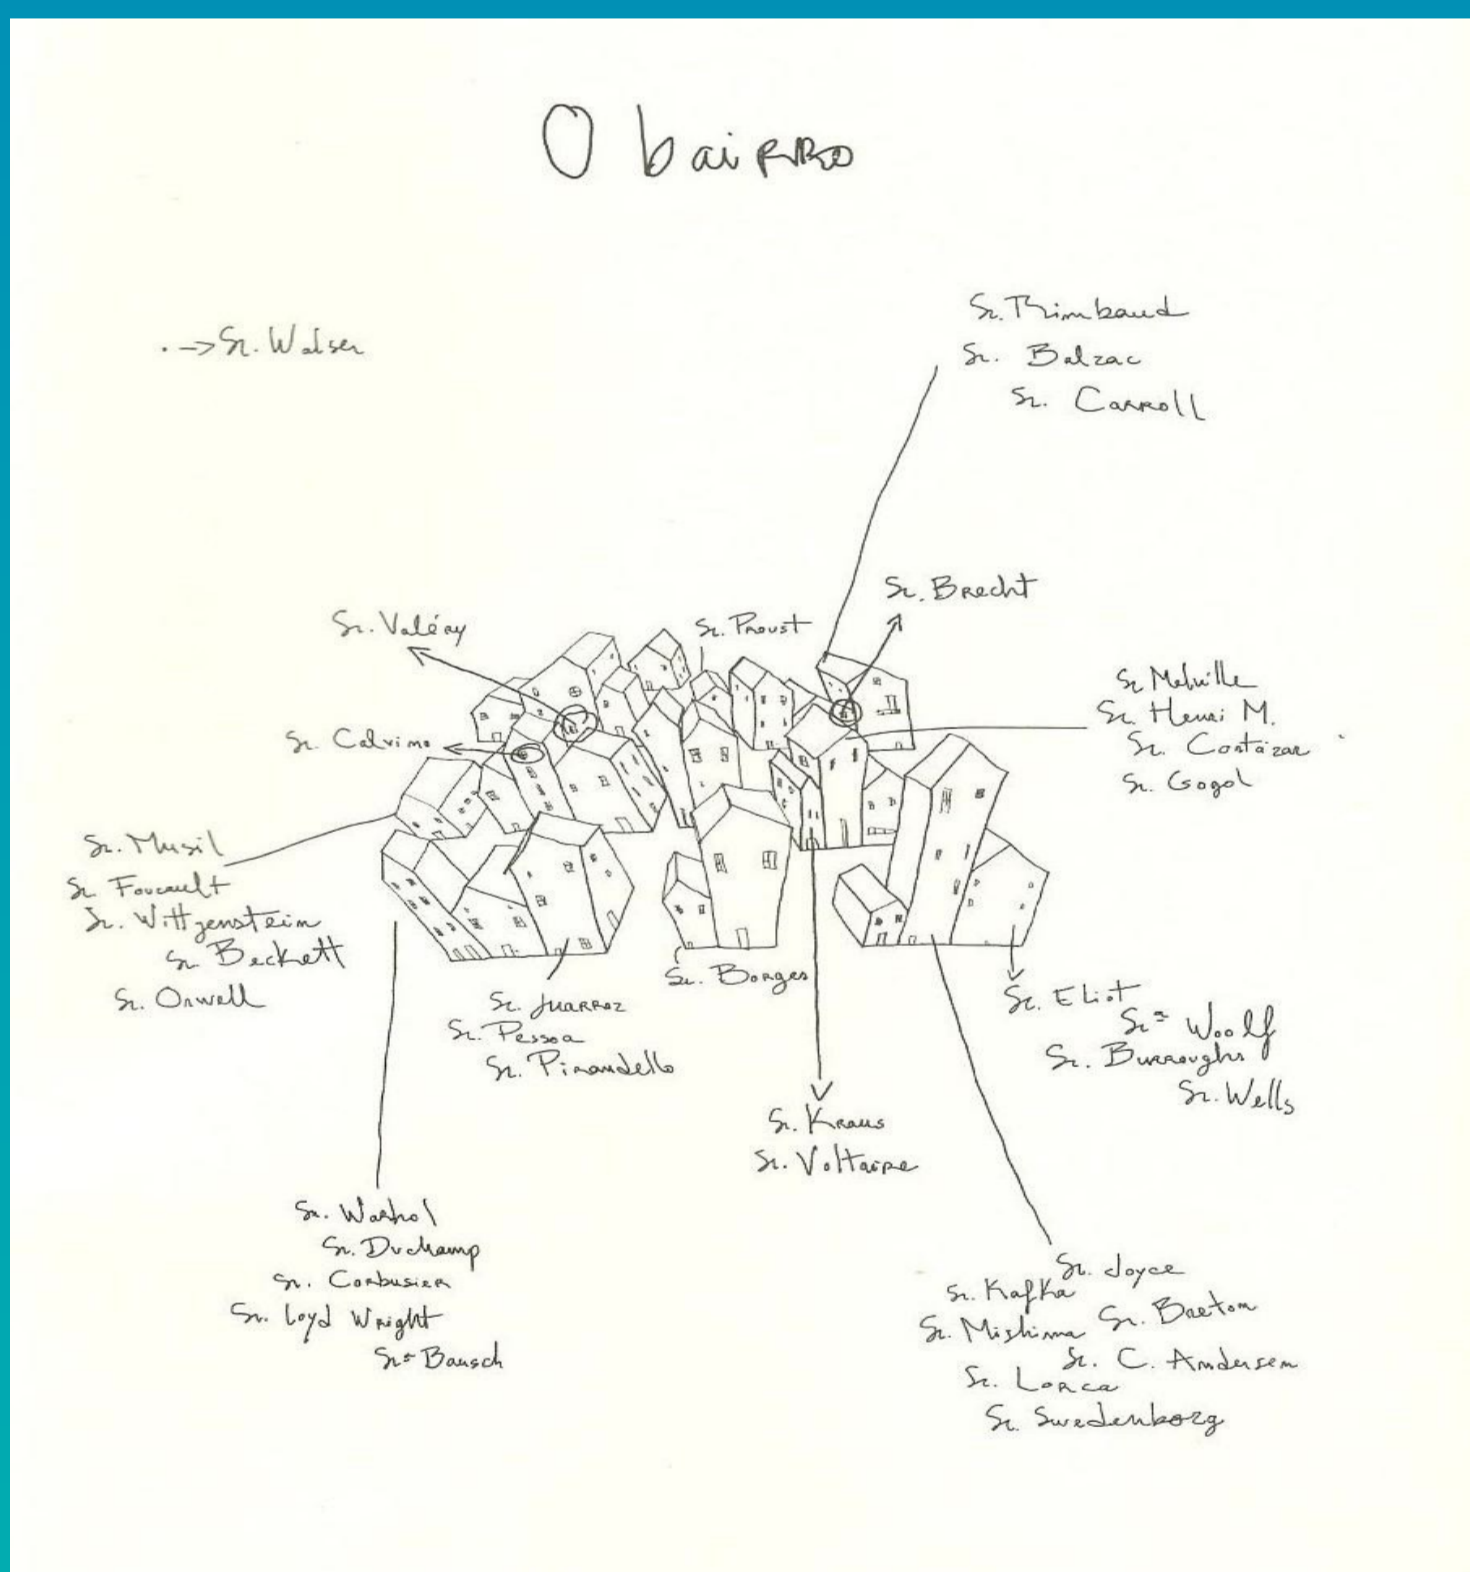 O bairro
Sr. Rimbaud
Sr. Balzac
Sr. Carroll
Sr. Walser
Sr. Brecht
Sr. Valéry
Sr. Proust
Sr. Calvino
Sr Melville
Sr. Henri M.
Sr. Cortázar
Sr. Gogol
Sr. Musil
Sr Foucault
Sr. Wittgenstein
Sr Beckett
Sr. Orwell
Sr. Juarroz
Sr. Pessoa
Sr. Pirandello
Sr. Borges
Sr. Eliot
Srª Woolf
Sr. Burroughs
Sr. Wells
Sr. Kraus
Sr. Voltaire
Sr. Warhol
Sr. Duchamp
Sr. Corbusier
Sr. Loyd Wright
Srª Bausch
Sr. Joyce
Sr. Kafka
Sr. Breton
Sr. Mishima
Sr. C. Andersen
Sr. Lorca
Sr. Swedenborg